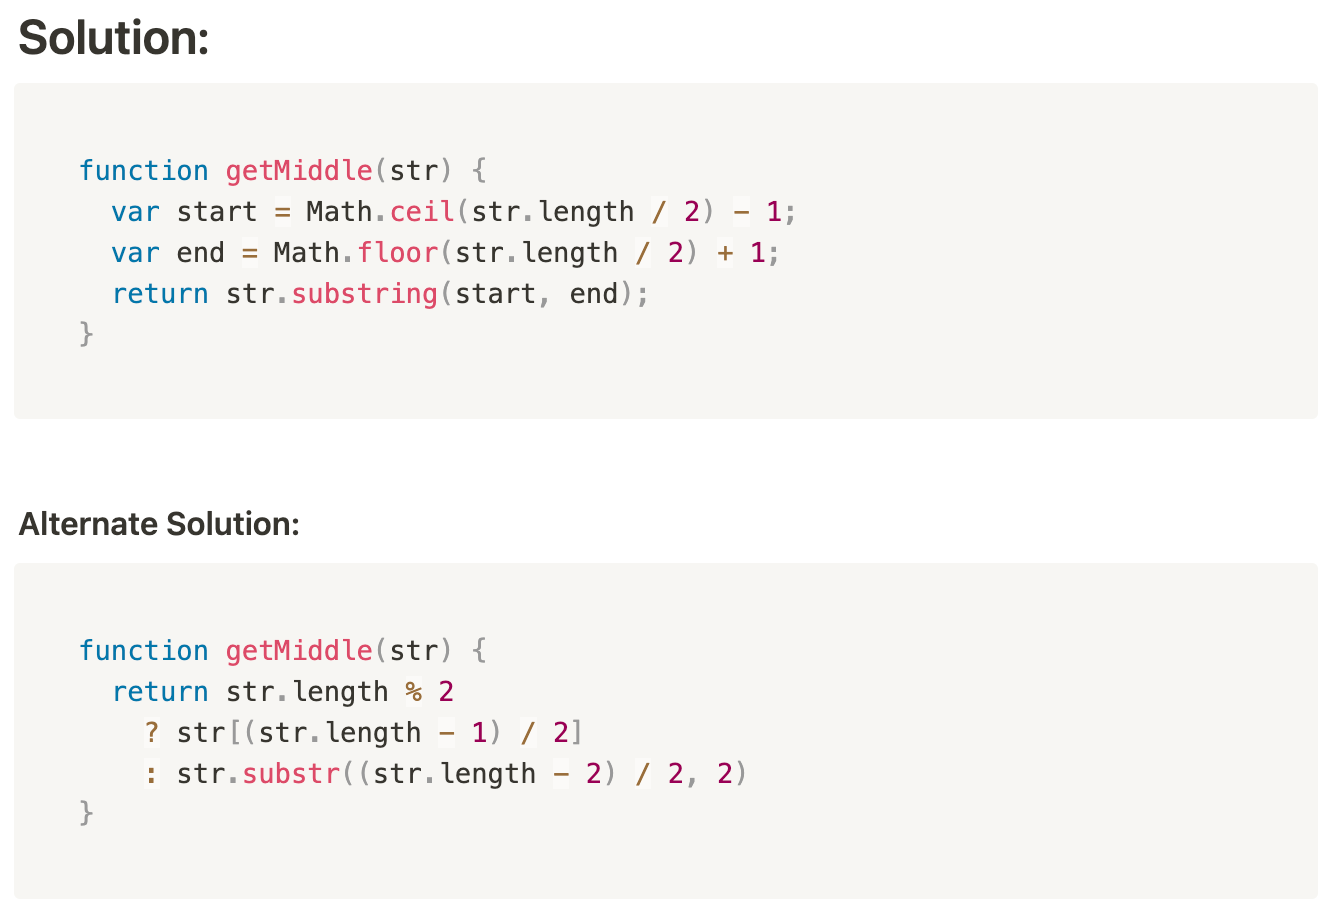 Solution:
function getMiddle(str) {
  var start = Math.ceil(str.length / 2) - 1;
  var end = Math.floor(str.length / 2) + 1;
  return str.substring(start, end);
}
Alternate Solution:
function getMiddle(str) {
  return str.length % 2
    ? str[(str.length - 1) / 2]
    : str.substr((str.length - 2) / 2, 2)
}